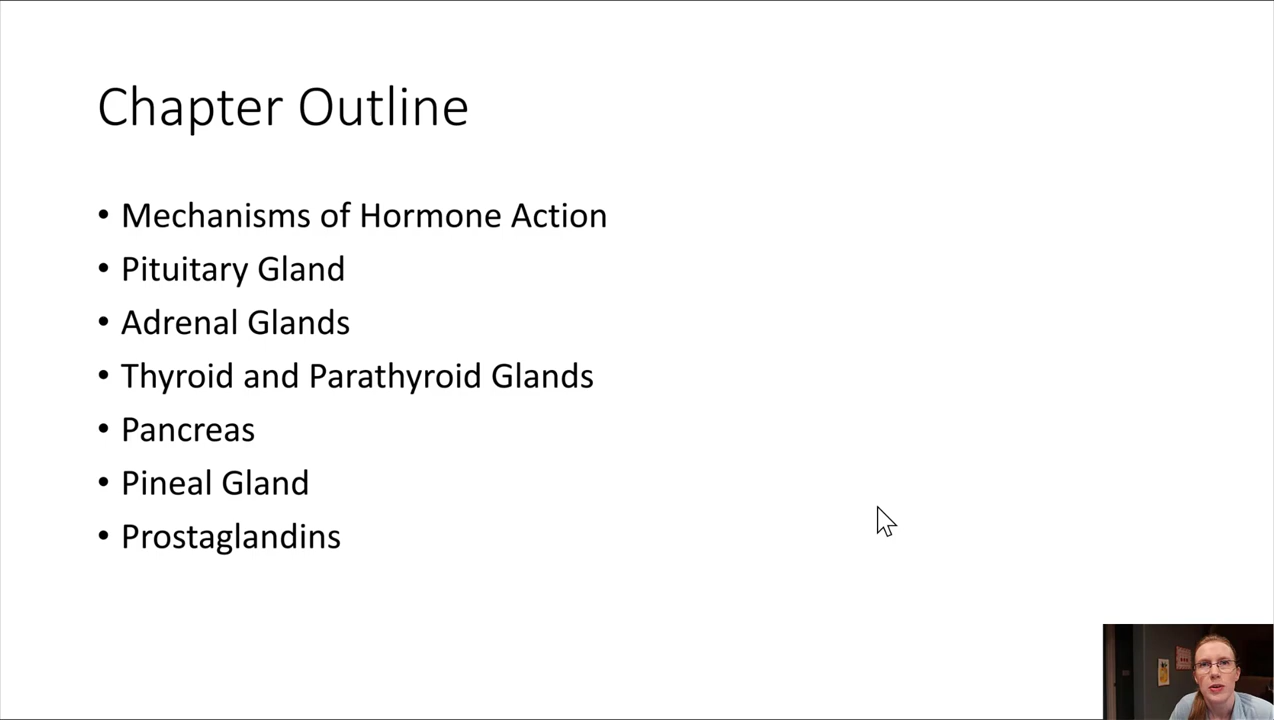 Chapter Outline
• Mechanisms of Hormone Action
• Pituitary Gland
• Adrenal Glands
• Thyroid and Parathyroid Glands
• Pancreas
• Pineal Gland
• Prostaglandins